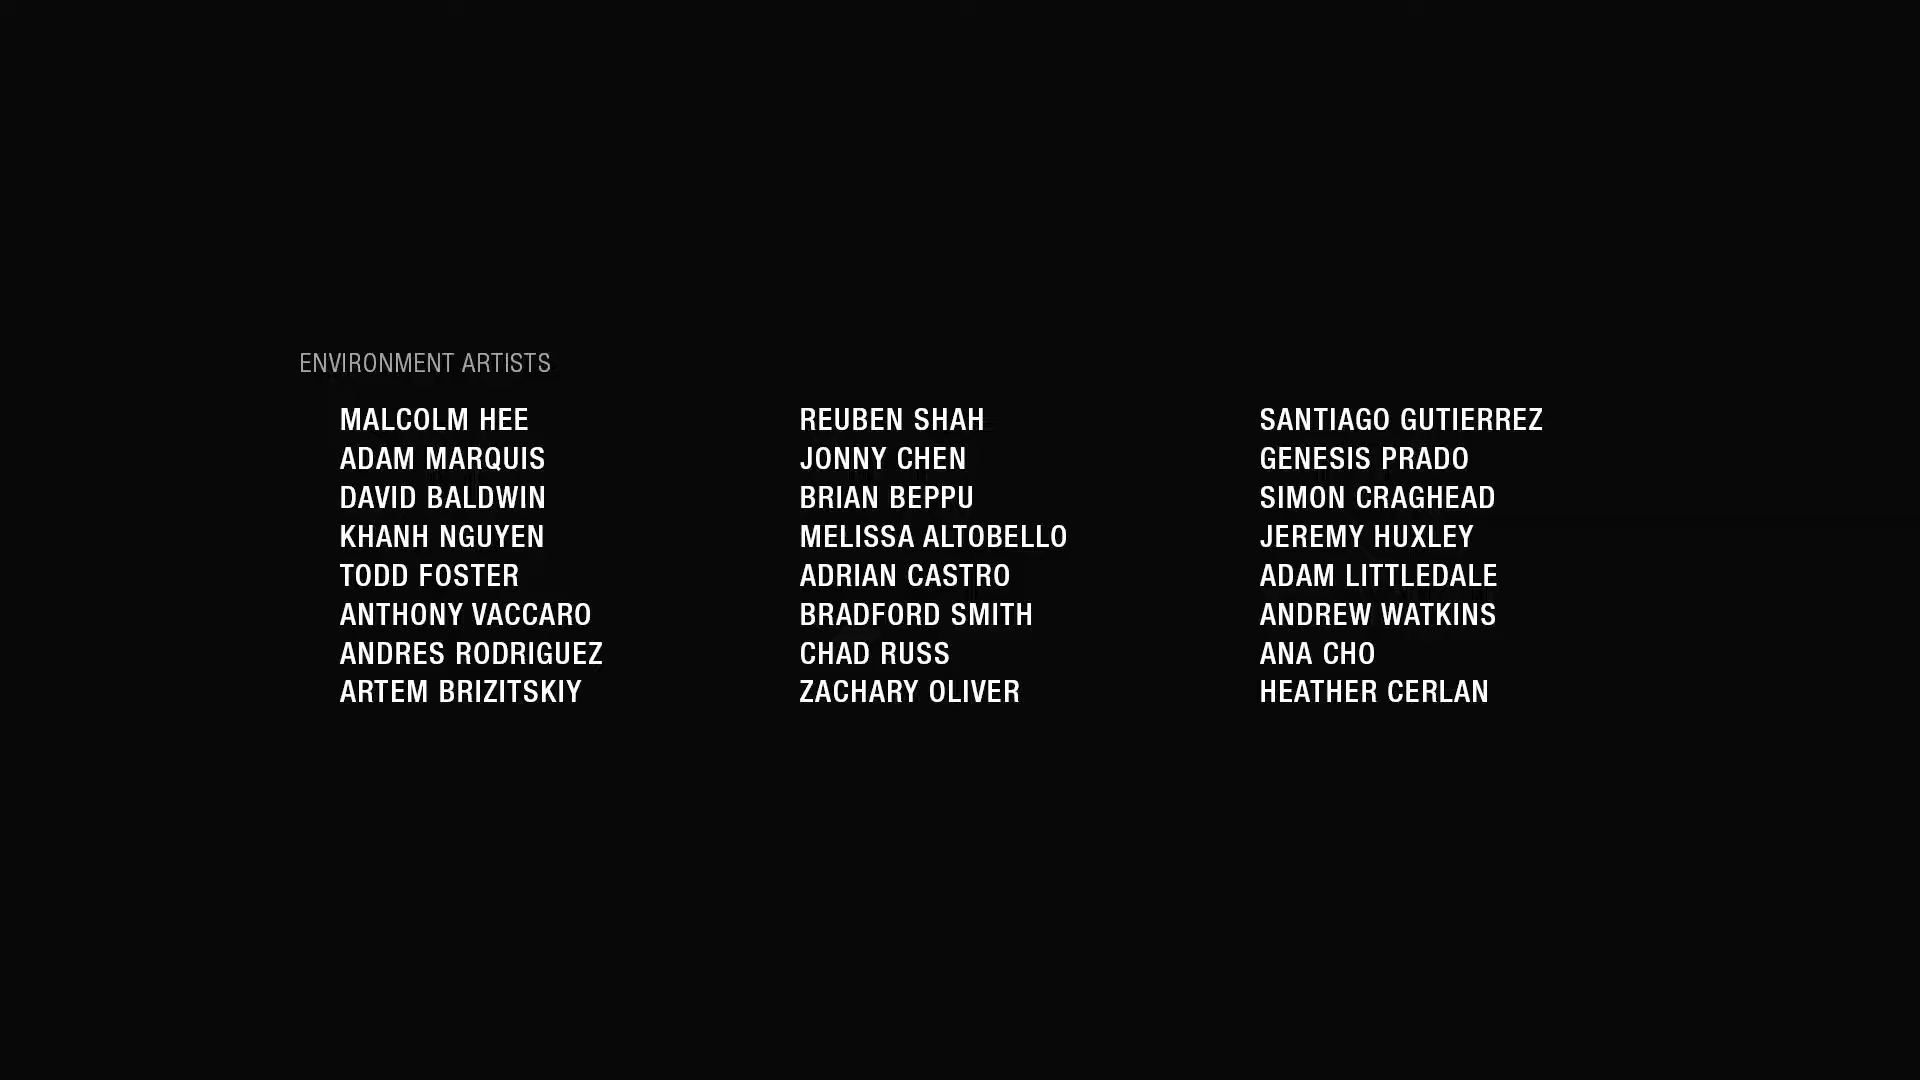 ENVIRONMENT ARTISTS
MALCOLM HEE
ADAM MARQUIS
DAVID BALDWIN
KHANH NGUYEN
TODD FOSTER
ANTHONY VACCARO
ANDRES RODRIGUEZ
ARTEM BRIZITSKIY
REUBEN SHAH
JONNY CHEN
BRIAN BEPPU
MELISSA ALTOBELLO
ADRIAN CASTRO
BRADFORD SMITH
CHAD RUSS
ZACHARY OLIVER
SANTIAGO GUTIERREZ
GENESIS PRADO
SIMON CRAGHEAD
JEREMY HUXLEY
ADAM LITTLEDALE
ANDREW WATKINS
ANA CHO
HEATHER CERLAN